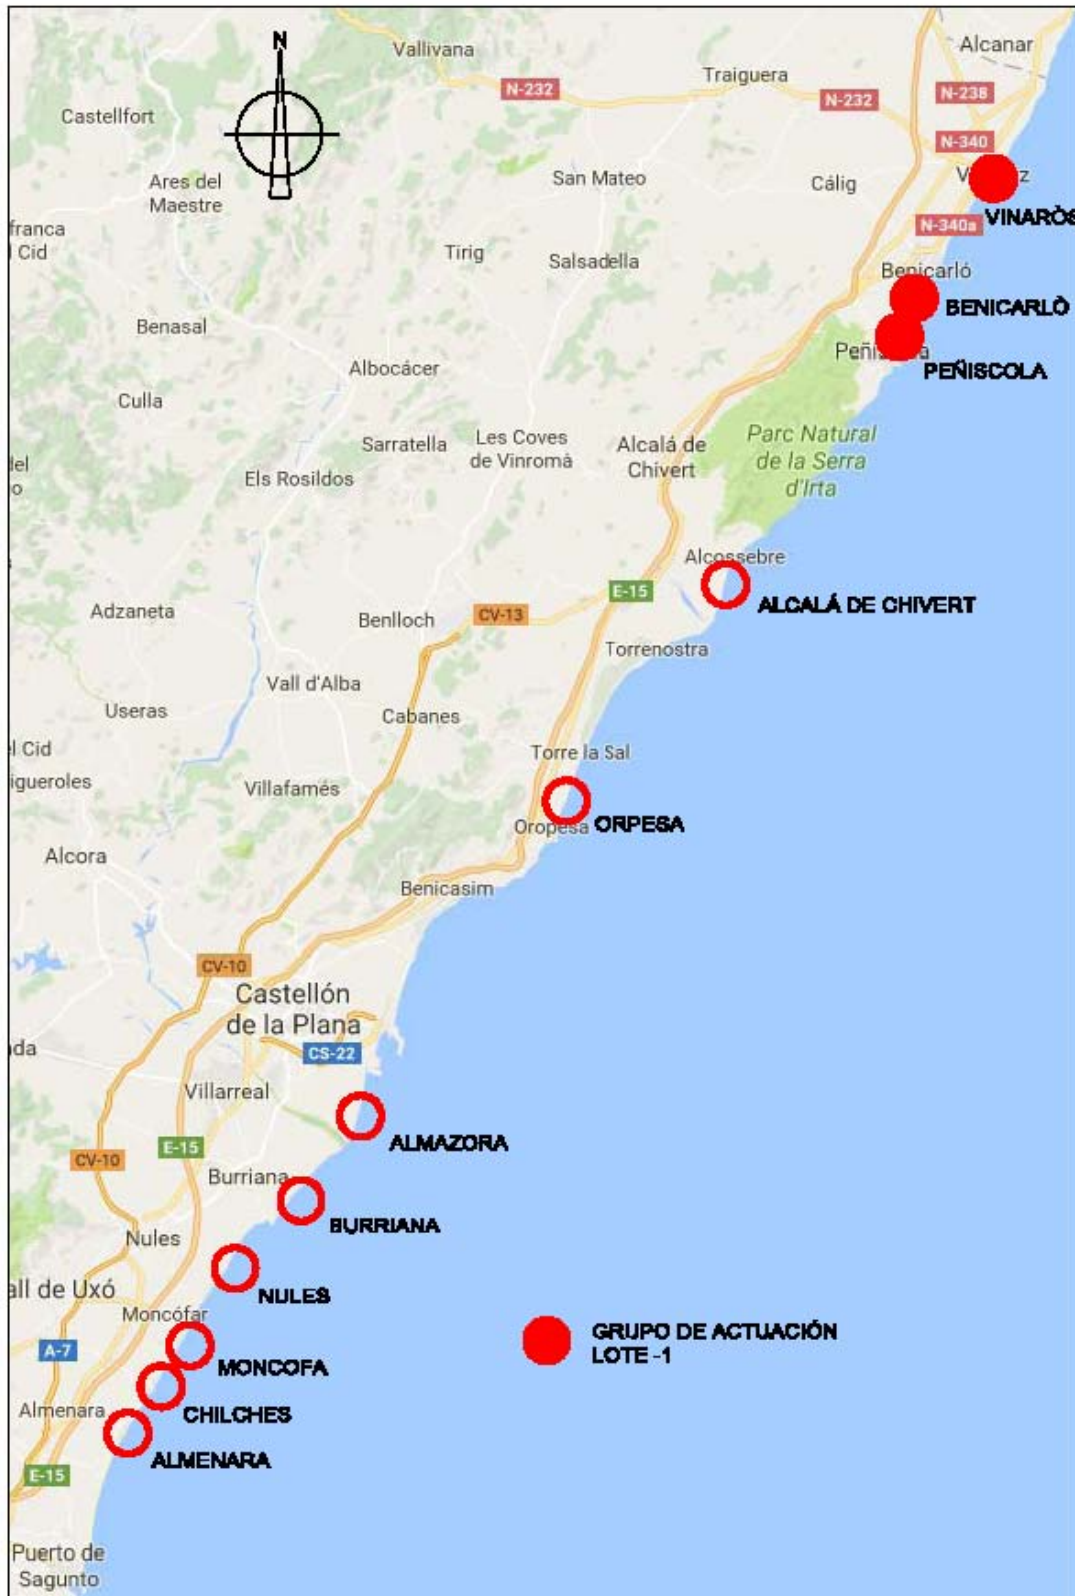 N
Alcanar
Vallivana
Traiguera
N-232
N-232
N-238
Castellfort
N-340
Ares del
Maestre
San Mateo
Cálig
VINARÒS
N-340a
franca
l Cid
Tirig
Salsadella
Benicarló
BENICARLÒ
Benasal
PEÑISCOLA
Albocácer
Culla
Sarratella
Les Coves
de Vinromá
Alcalá de
Chivert
Parc Natural
de la Serra
d'Irta
del
o
Els Rosildos
Alcossebre
E-15
ALCALÁ DE CHIVERT
Adzaneta
Benlloch
CV-13
Torrenostra
Vall d'Alba
Useras
Cabanes
el Cid
Torre la Sal
igueroles
Villafamés
Oropesa
ORPESA
Alcora
Benicasim
CV-10
Castellón
de la Plana
CS-22
da
Villarreal
ALMAZORA
E-15
CV-10
Burriana
BURRIANA
Nules
NULES
all de Uxó
Moncófar
GRUPO DE ACTUACIÓN
LOTE -1
A-7
MONCOFA
Almenara
CHILCHES
ALMENARA
E-15
Puerto de
Sagunto